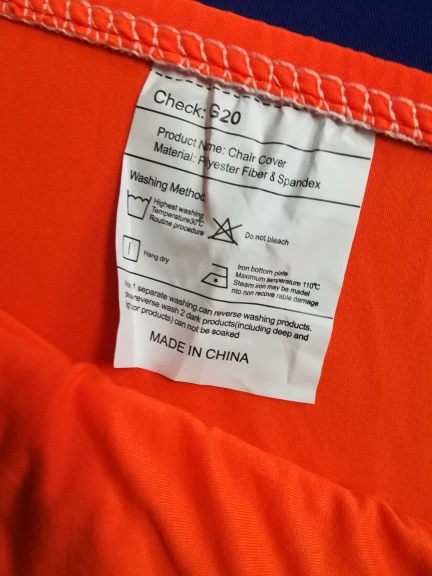 Check: G20
Product Name: Chair Cover
Material: Plyester Fiber & Spandex
Washing Method
Highest washing
Temperature30℃
Routine procedure
Do not bleach
Hang dry
Iron bottom plate
Maximum temperature 110℃
Steam iron may be madel
nto non recove rable damage
1 separate washing.can reverse washing products.
reverse wash 2 dark products(including deep and
products) can not be soaked
MADE IN CHINA